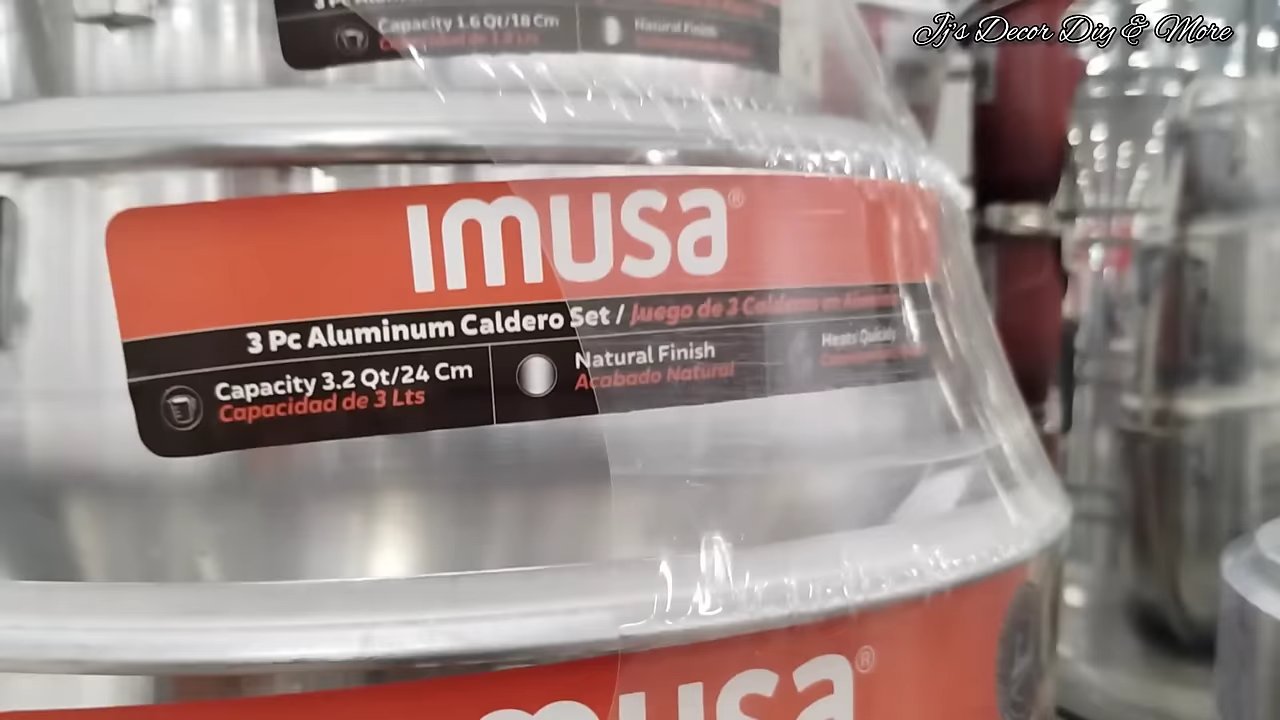 Jj's Decor Diy & More
Capacity 1.6 Qt/18 Cm
Natural Finish
IMUSA®
3 Pc Aluminum Caldero Set / Juego de 3 Calderos en
Capacity 3.2 Qt/24 Cm
Capacidad de 3 Lts
Natural Finish
Acabado Natural
Heats Quickly
IMUSA®